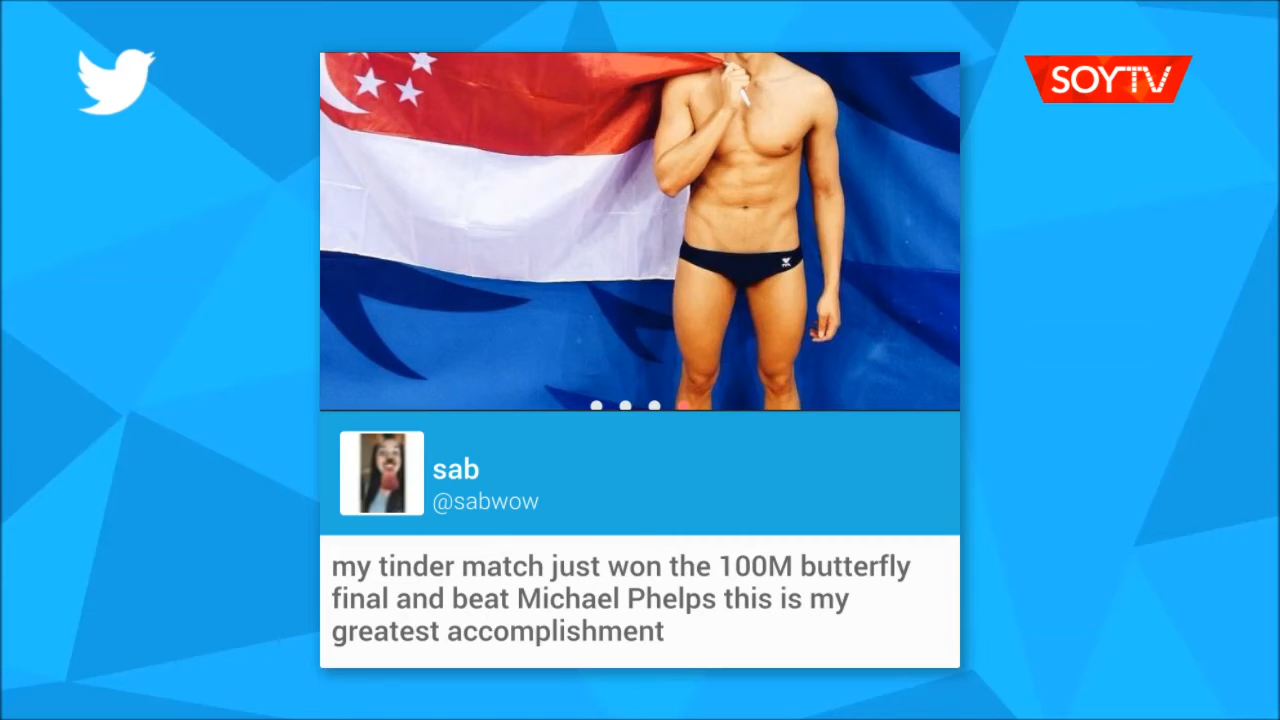 SOYTV
sab
@sabwow
my tinder match just won the 100M butterfly
final and beat Michael Phelps this is my
greatest accomplishment